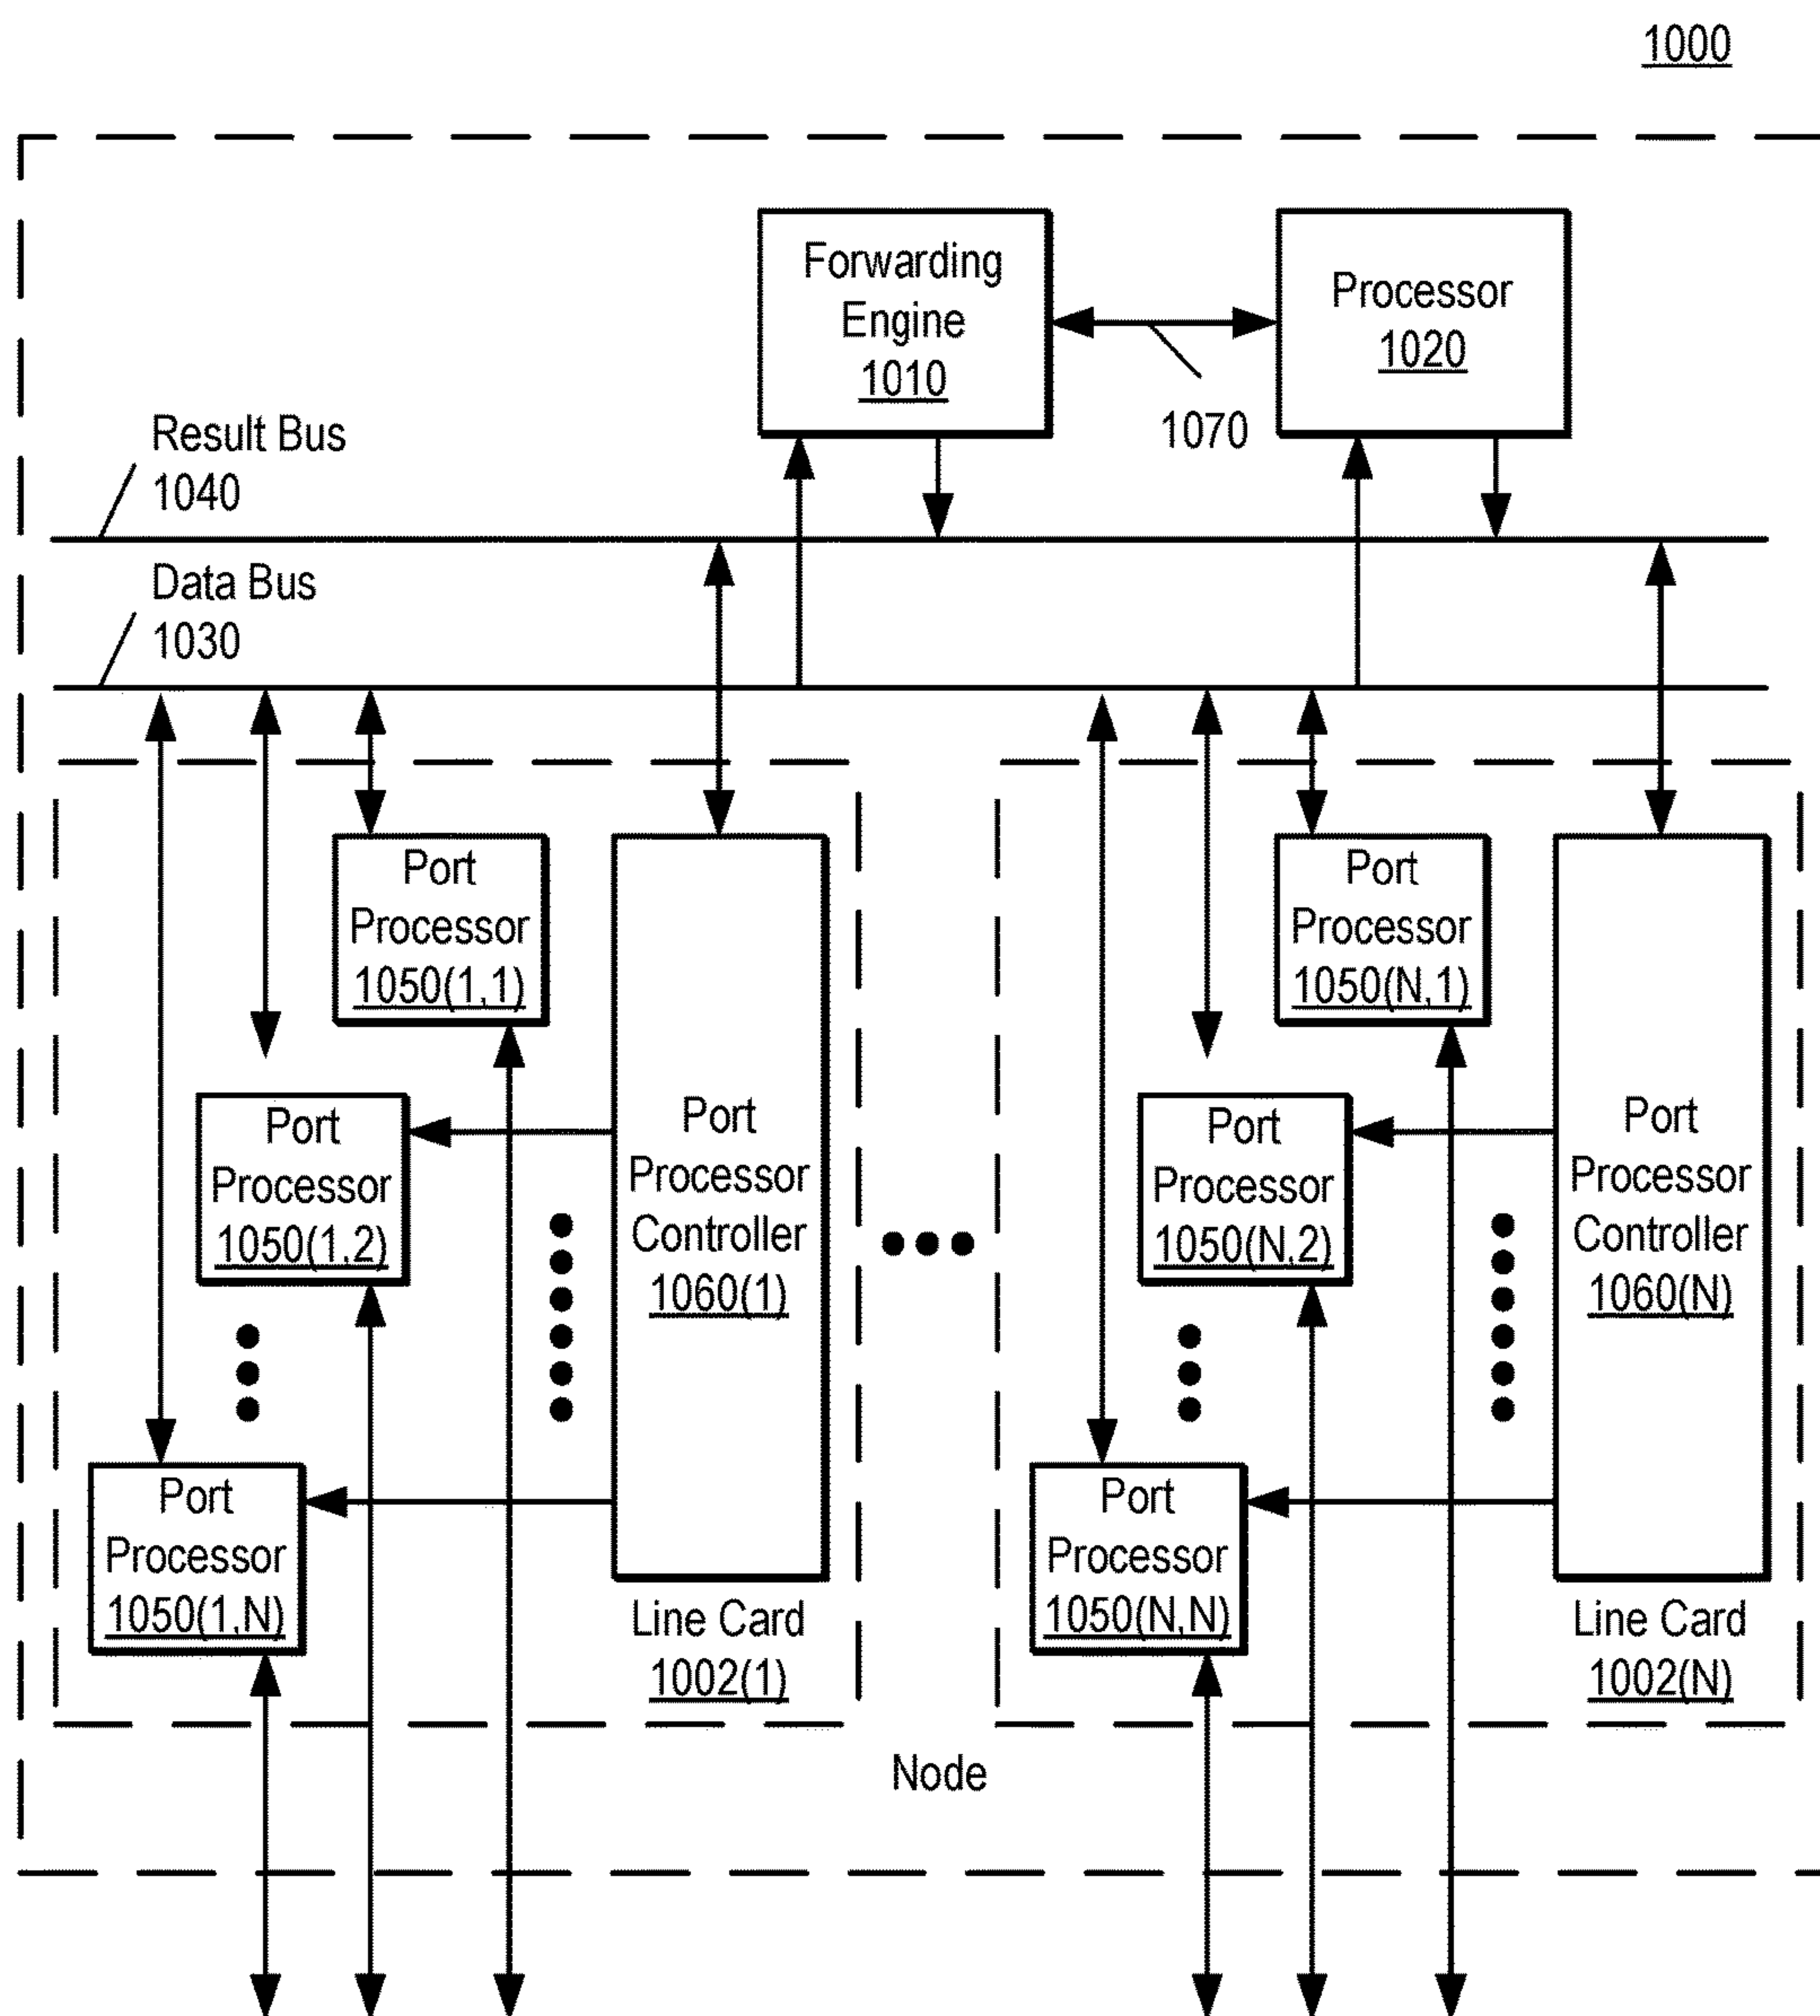 1000
Forwarding
Engine
1010
Processor
1020
1070
Result Bus
1040
Data Bus
1030
Port
Processor
1050(1,1)
Port
Processor
1050(1,2)
Port
Processor
1050(1,N)
Port
Processor
Controller
1060(1)
Line Card
1002(1)
Port
Processor
1050(N,1)
Port
Processor
1050(N,2)
Port
Processor
1050(N,N)
Port
Processor
Controller
1060(N)
Line Card
1002(N)
Node